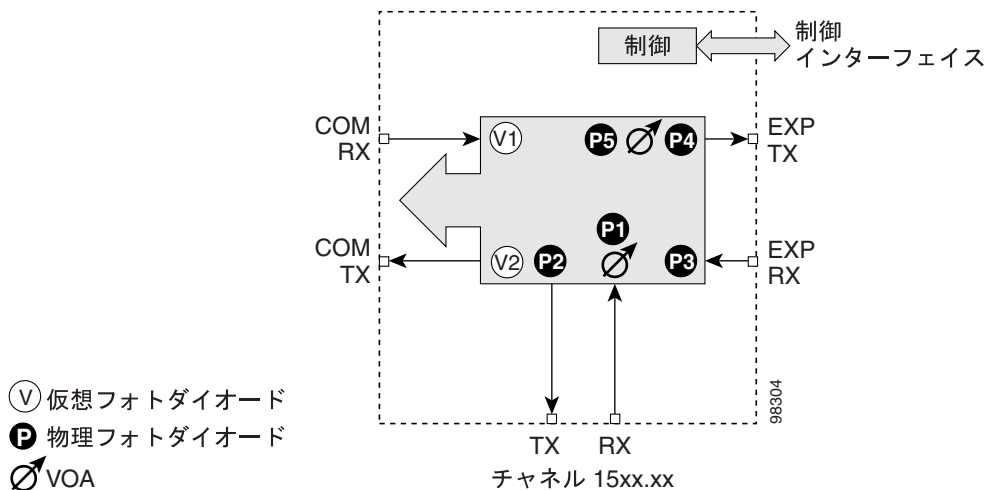 制御
制御
インターフェイス
COM
RX
V1
P5
P4
EXP
TX
P1
COM
TX
V2
P2
P3
EXP
RX
V 仮想フォトダイオード
P 物理フォトダイオード
VOA
TX
RX
チャネル 15xx.xx
98304